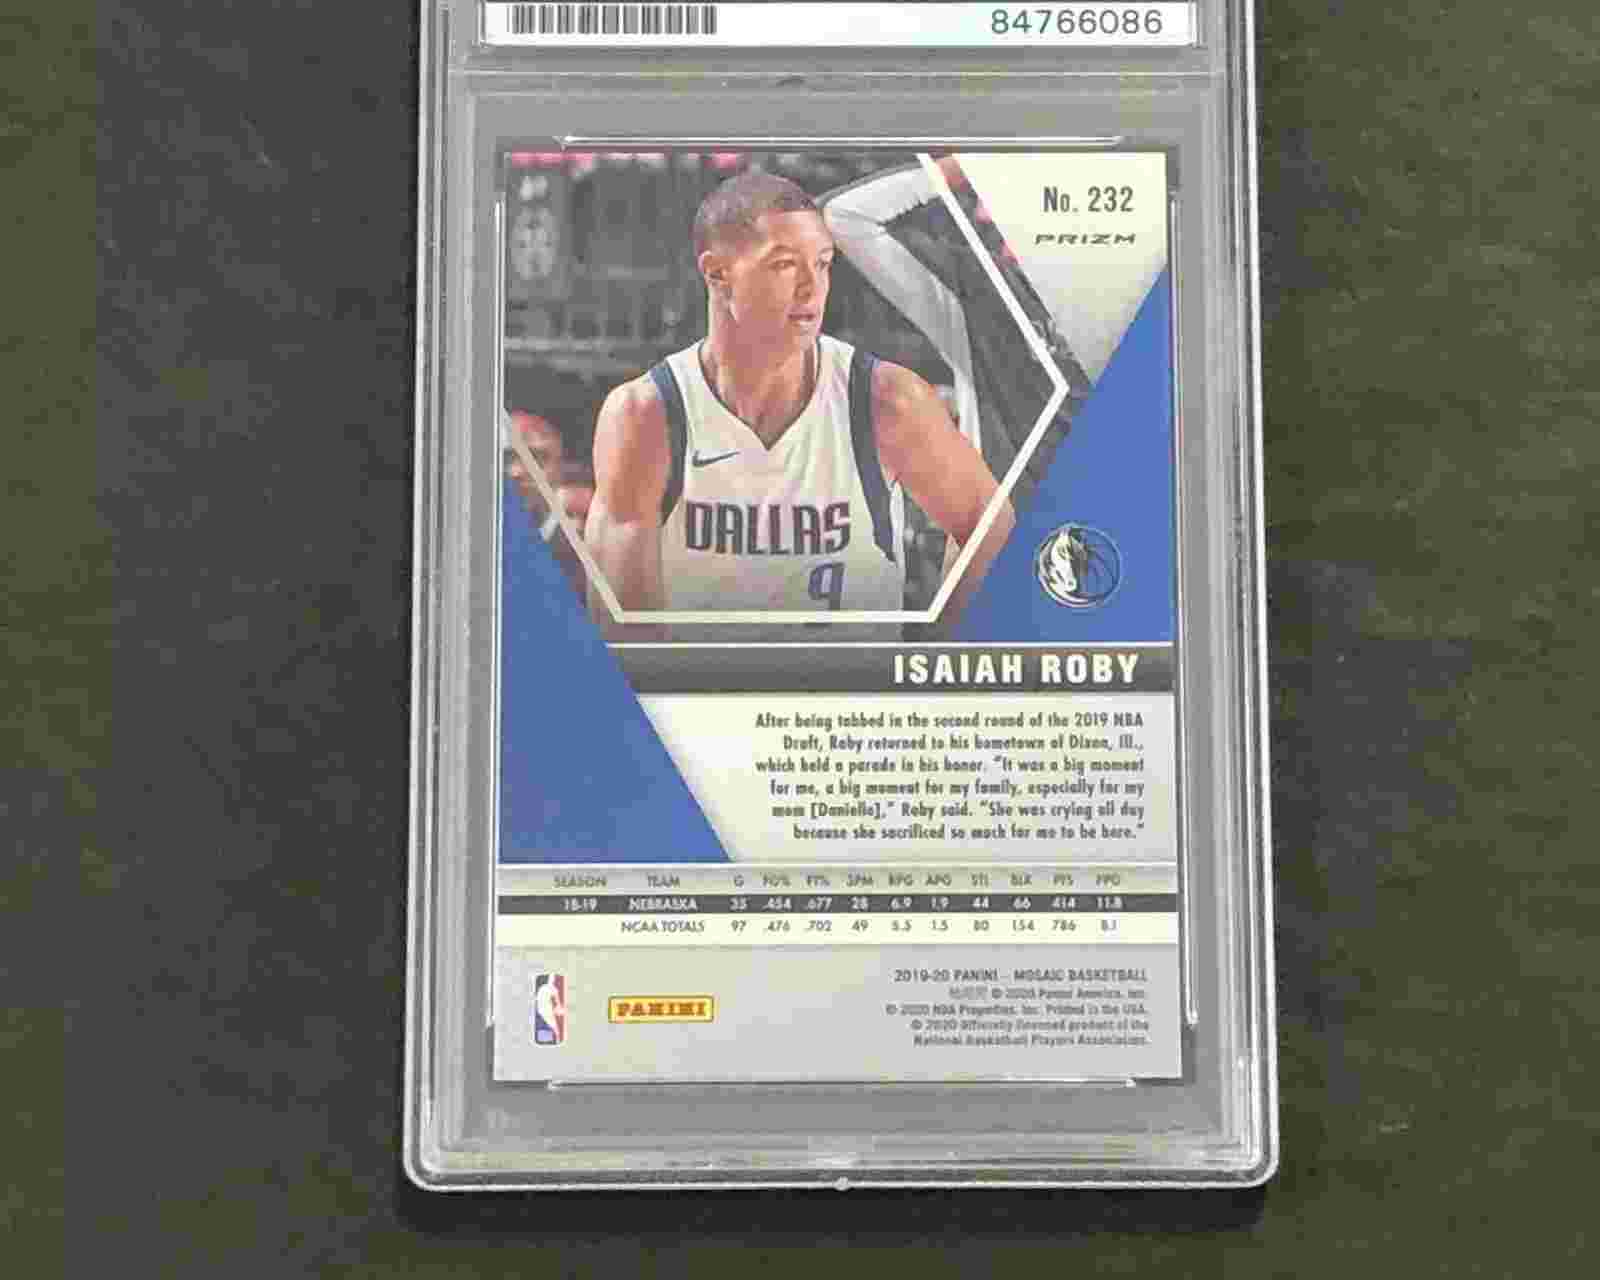 84766086
No. 232
PRIZM
DALLAS
9
ISAIAH ROBY
After being tabbed in the second round of the 2019 NBA
Draft, Roby returned to his hometown of Dixon, Ill.,
which held a parade in his honor. "It was a big moment
for me, a big moment for my family, especially for my
mom [Danielle]," Roby said. "She was crying all day
because she sacrificed so much for me to be here."
SEASON TEAM G FG% FT% 3PM RPG APG STL BLK PTS PPG
18-19 NEBRASKA 35 .454 .677 28 6.9 1.9 44 66 414 11.8
NCAA TOTALS 97 .476 .702 49 5.5 1.5 80 154 786 8.1
PANINI
2019-20 PANINI - MOSAIC BASKETBALL
© 2020 Panini America, Inc.
© 2020 NBA Properties, Inc. Printed in the USA.
© 2020 Officially licensed product of the
National Basketball Players Association.